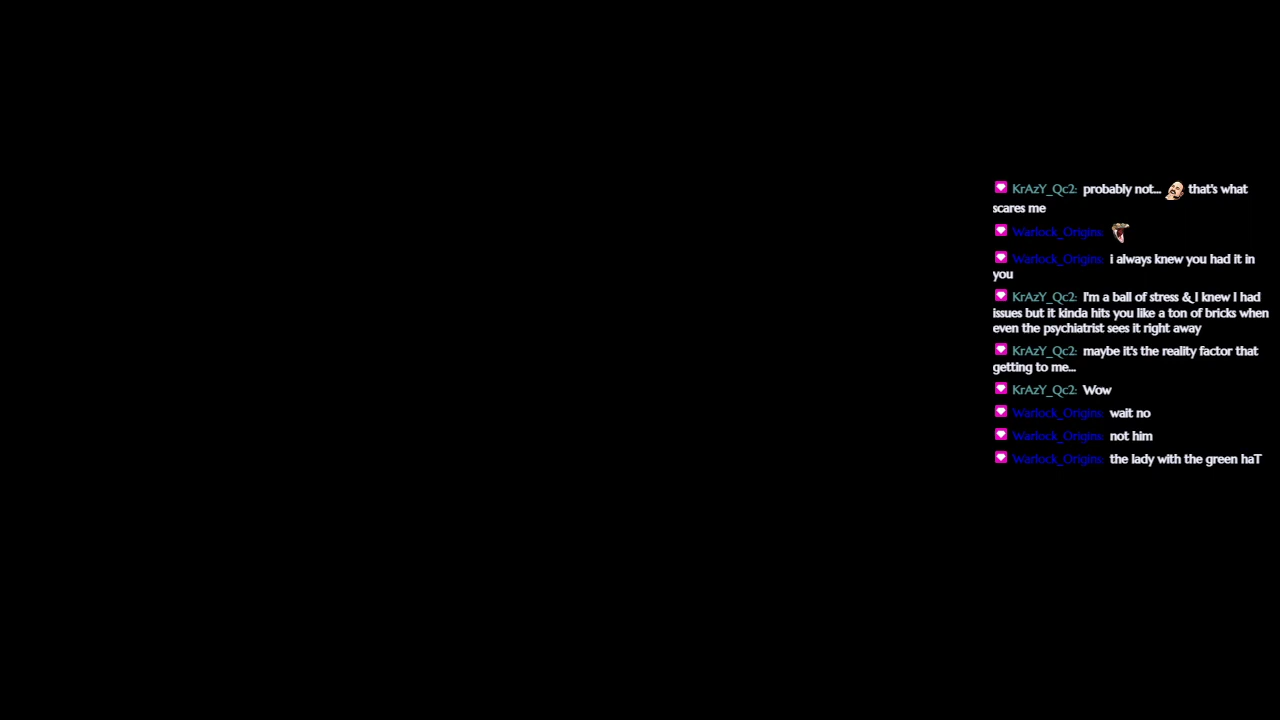 KrAzY_Qc2: probably not... that's what
scares me
Warlock_Origins:
Warlock_Origins: i always knew you had it in
you
KrAzY_Qc2: I'm a ball of stress & I knew I had
issues but it kinda hits you like a ton of bricks when
even the psychiatrist sees it right away
KrAzY_Qc2: maybe it's the reality factor that
getting to me...
KrAzY_Qc2: Wow
Warlock_Origins: wait no
Warlock_Origins: not him
Warlock_Origins: the lady with the green haT